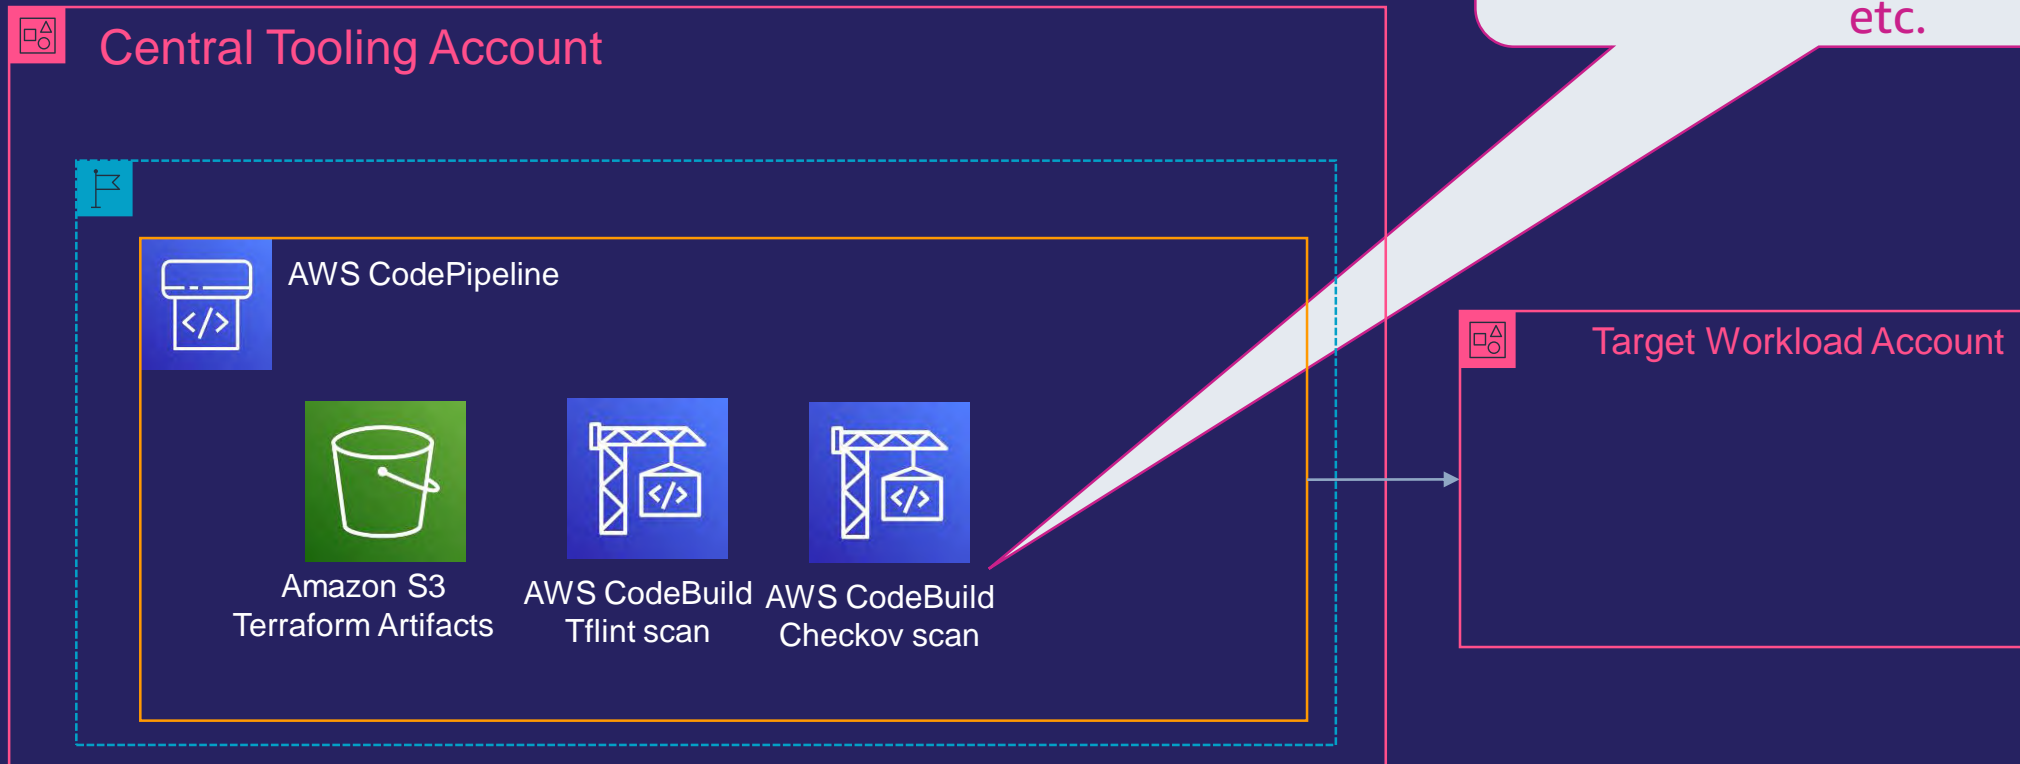 etc.
Central Tooling Account
AWS CodePipeline
</>
Target Workload Account
</>
</>
Amazon S3
Terraform Artifacts
AWS CodeBuild
Tflint scan
AWS CodeBuild
Checkov scan